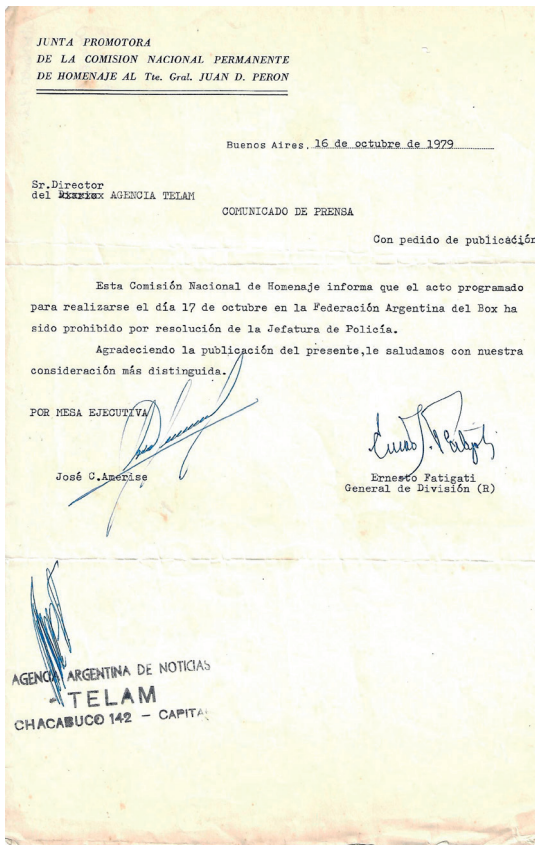 JUNTA PROMOTORA
DE LA COMISION NACIONAL PERMANENTE
DE HOMENAJE AL Tte. Gral. JUAN D. PERON
Buenos Aires, 16 de octubre de 1979
Sr.Director
del Diario AGENCIA TELAM
COMUNICADO DE PRENSA
Con pedido de publicación
Esta Comisión Nacional de Homenaje informa que el acto programado
para realizarse el día 17 de octubre en la Federación Argentina del Box ha
sido prohibido por resolución de la Jefatura de Policía.
Agradeciendo la publicación del presente,le saludamos con nuestra
consideración más distinguida.
POR MESA EJECUTIVA
José C.Amerise
Ernesto Fatigati
General de División (R)
AGENCIA ARGENTINA DE NOTICIAS
TELAM
CHACABUCO 142 - CAPITAL